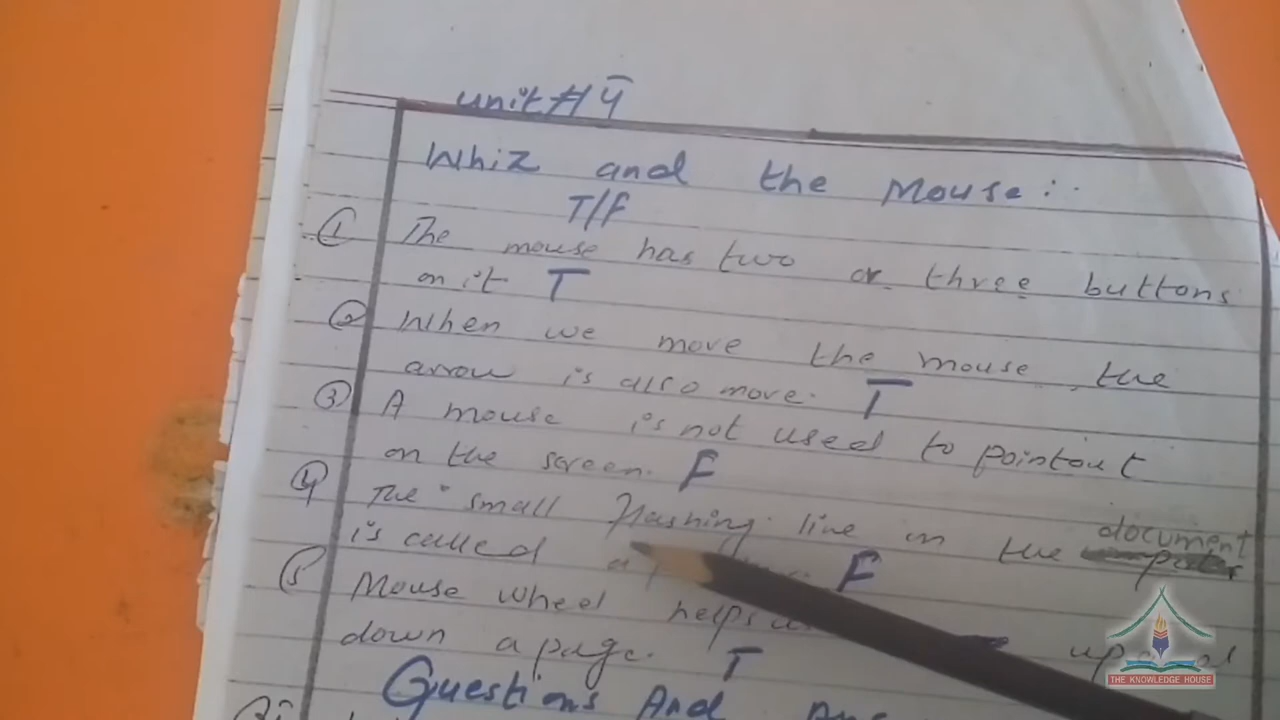 unit # 4
Whiz and the Mouse:
T/F
① The mouse has two or three buttons
on it T
② When we move the mouse the
arrow is also move. T
③ A mouse is not used to pointout
on the screen. F
④ The small flashing line in the document
is called a F
⑤ Mouse wheel helps up
down a page. T
Questions And
THE KNOWLEDGE HOUSE